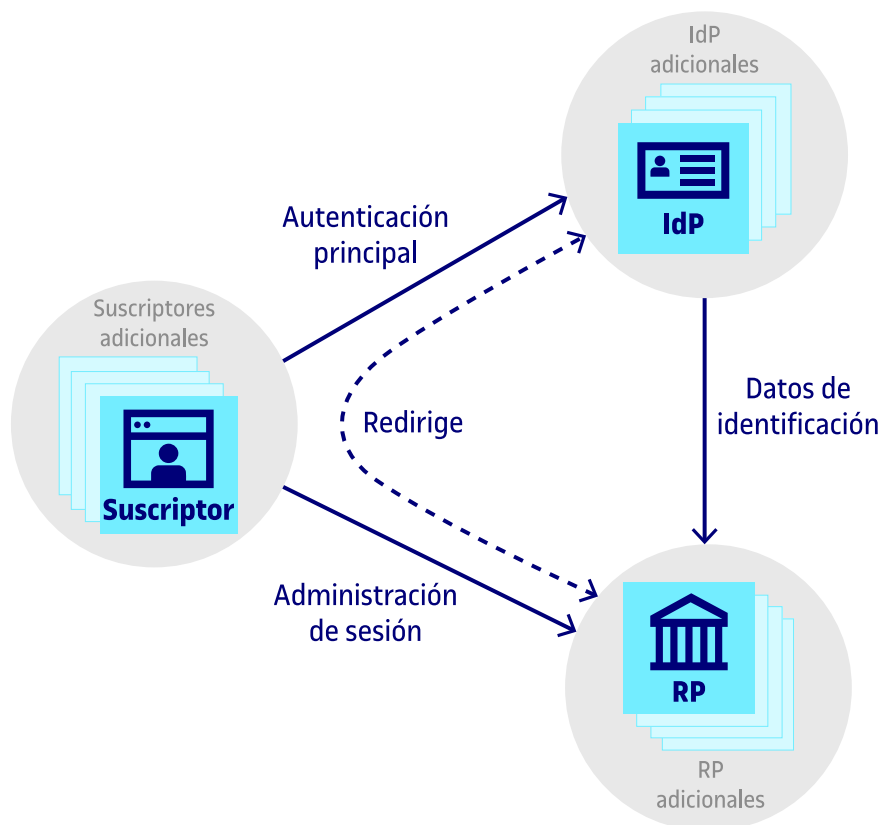 IdP
adicionales
IdP
Autenticación
principal
Suscriptores
adicionales
Suscriptor
Redirige
Datos de
identificación
Administración
de sesión
RP
RP
adicionales